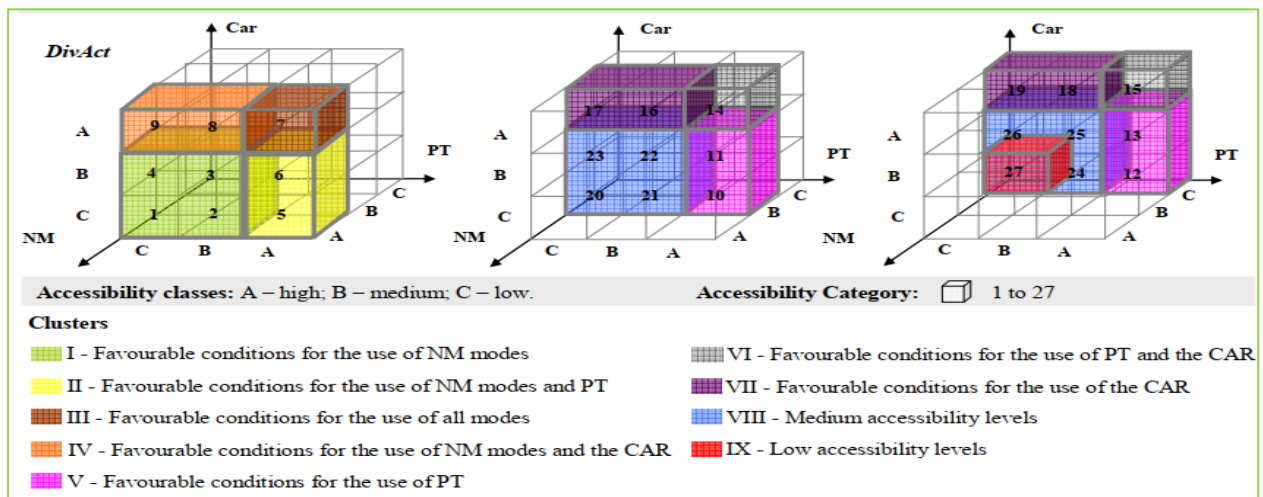 DivAct
Car
Car
Car
9 8 7
4 3 6
1 2 5
A
B
C
NM
C B A
A
B
C
PT
17 16 14
23 22 11
20 21 10
A
B
C
NM
C B A
A
B
C
PT
19 18 15
26 25 13
27 24 12
A
B
C
NM
C B A
A
B
C
PT
Accessibility classes: A – high; B – medium; C – low.
Accessibility Category: 1 to 27
Clusters
I - Favourable conditions for the use of NM modes
II - Favourable conditions for the use of NM modes and PT
III - Favourable conditions for the use of all modes
IV - Favourable conditions for the use of NM modes and the CAR
V - Favourable conditions for the use of PT
VI - Favourable conditions for the use of PT and the CAR
VII - Favourable conditions for the use of the CAR
VIII - Medium accessibility levels
IX - Low accessibility levels